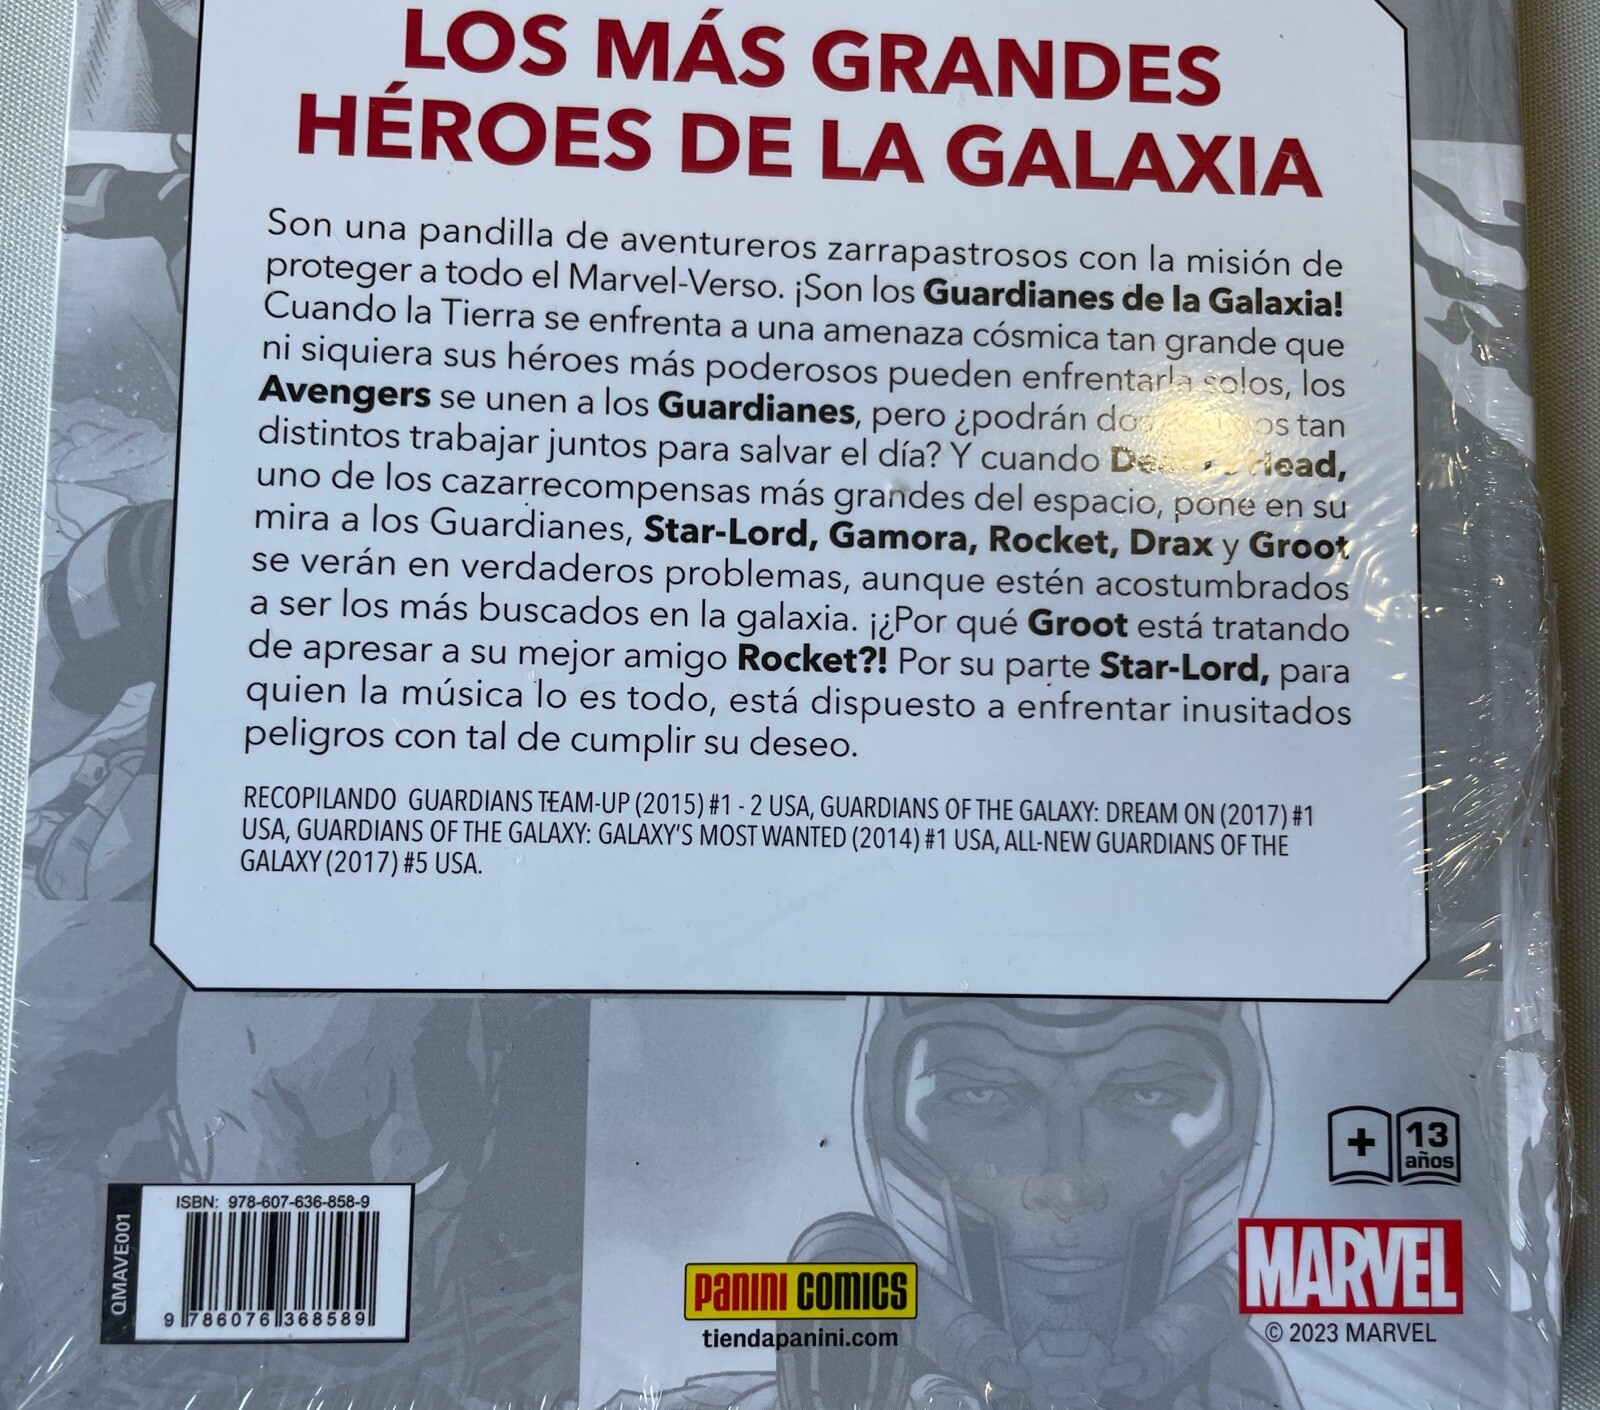 LOS MÁS GRANDES
HÉROES DE LA GALAXIA
Son una pandilla de aventureros zarrapastrosos con la misión de
proteger a todo el Marvel-Verso. ¡Son los Guardianes de la Galaxia!
Cuando la Tierra se enfrenta a una amenaza cósmica tan grande que
ni siquiera sus héroes más poderosos pueden enfrentarla solos, los
Avengers se unen a los Guardianes, pero ¿podrán dos tan
distintos trabajar juntos para salvar el día? Y cuando Head,
uno de los cazarrecompensas más grandes del espacio, pone en su
mira a los Guardianes, Star-Lord, Gamora, Rocket, Drax y Groot
se verán en verdaderos problemas, aunque estén acostumbrados
a ser los más buscados en la galaxia. ¡¿Por qué Groot está tratando
de apresar a su mejor amigo Rocket?! Por su parte Star-Lord, para
quien la música lo es todo, está dispuesto a enfrentar inusitados
peligros con tal de cumplir su deseo.
RECOPILANDO GUARDIANS TEAM-UP (2015) #1 - 2 USA, GUARDIANS OF THE GALAXY: DREAM ON (2017) #1
USA, GUARDIANS OF THE GALAXY: GALAXY'S MOST WANTED (2014) #1 USA, ALL-NEW GUARDIANS OF THE
GALAXY (2017) #5 USA.
+ 13
años
ISBN: 978-607-636-858-9
QMAVE001
9 786076 368589
PANINI COMICS
tiendapanini.com
MARVEL
© 2023 MARVEL